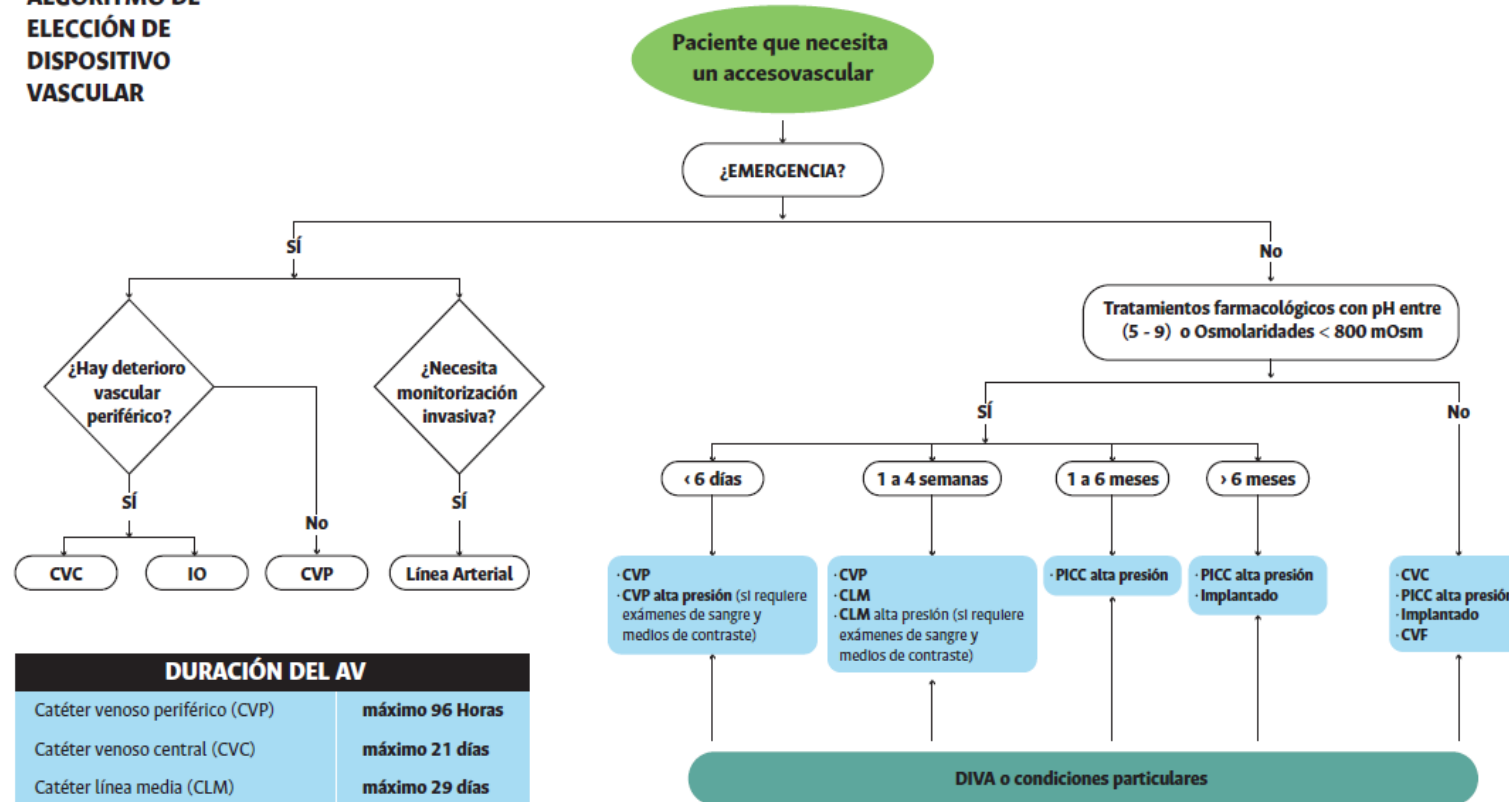 ALGORITMO DE
ELECCIÓN DE
DISPOSITIVO
VASCULAR
Paciente que necesita
un accesovascular
¿EMERGENCIA?
SÍ
No
¿Hay deterioro
vascular
periférico?
¿Necesita
monitorización
invasiva?
Tratamientos farmacológicos con pH entre
(5 - 9) o Osmolaridades < 800 mOsm
SÍ
No
SÍ
SÍ
No
‹ 6 días
1 a 4 semanas
1 a 6 meses
› 6 meses
CVC
IO
CVP
Línea Arterial
· CVP
· CVP alta presión (si requiere
exámenes de sangre y
medios de contraste)
· CVP
· CLM
· CLM alta presión (si requiere
exámenes de sangre y
medios de contraste)
· PICC alta presión
· PICC alta presión
· Implantado
· CVC
· PICC alta presión
· Implantado
· CVF
DURACIÓN DEL AV
Catéter venoso periférico (CVP) máximo 96 Horas
Catéter venoso central (CVC) máximo 21 días
Catéter línea media (CLM) máximo 29 días
DIVA o condiciones particulares